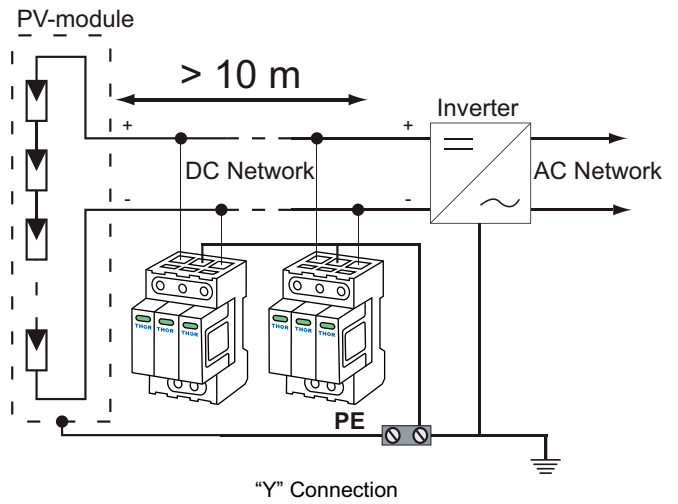 PV-module
> 10 m
Inverter
+ +
DC Network AC Network
- -
THOR THOR THOR THOR THOR THOR
PE
“Y” Connection